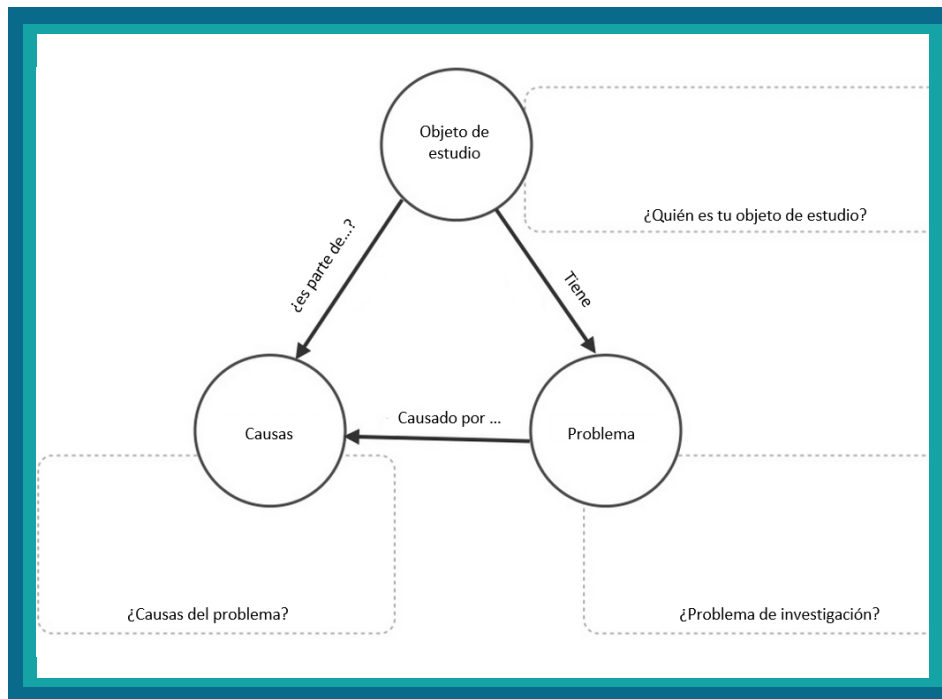 Objeto de
estudio
¿Quién es tu objeto de estudio?
¿es parte de...?
Tiene
Causado por ...
Causas
Problema
¿Causas del problema?
¿Problema de investigación?